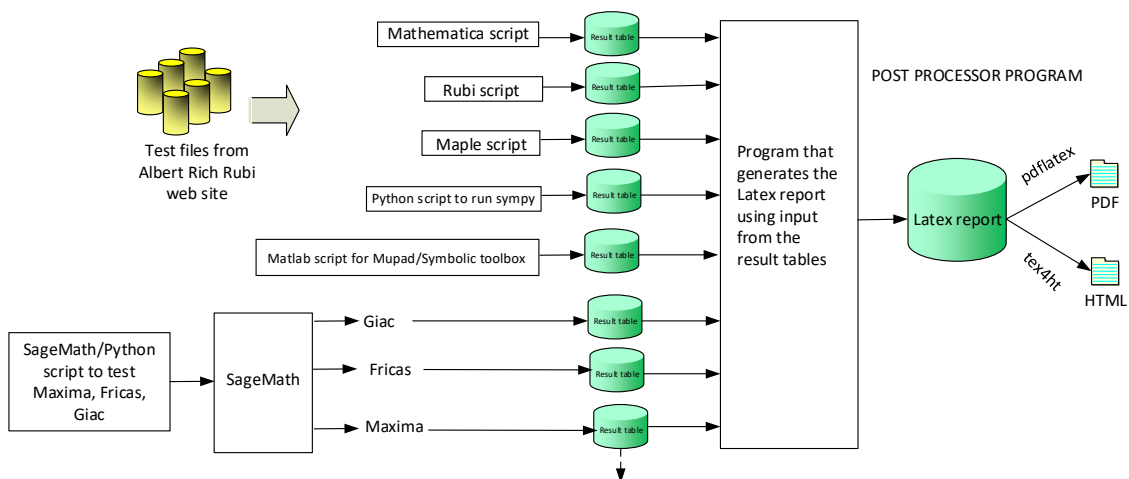 Mathematica script
Result table
Rubi script
Result table
POST PROCESSOR PROGRAM
Test files from
Albert Rich Rubi
web site
Maple script
Result table
Program that
generates the
Latex report
using input
from the
result tables
Python script to run sympy
Result table
Latex report
pdflatex
PDF
tex4ht
HTML
Matlab script for Mupad/Symbolic toolbox
Result table
SageMath/Python
script to test
Maxima, Fricas,
Giac
SageMath
Giac
Result table
Fricas
Result table
Maxima
Result table